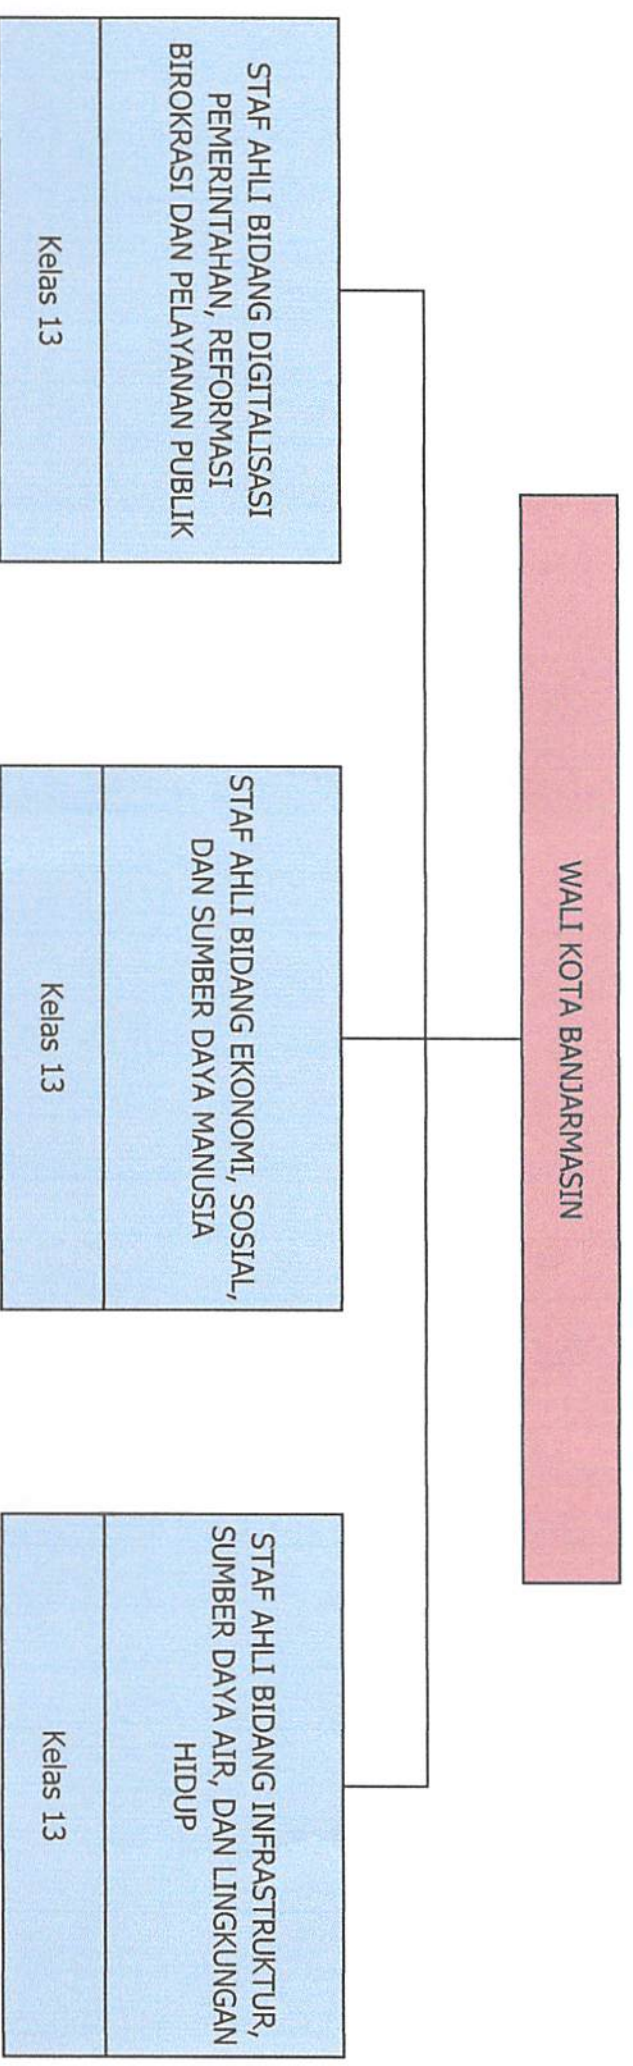 WALI KOTA BANJARMASIN
STAF AHLI BIDANG DIGITALISASI
PEMERINTAHAN, REFORMASI
BIROKRASI DAN PELAYANAN PUBLIK
Kelas 13
STAF AHLI BIDANG EKONOMI, SOSIAL,
DAN SUMBER DAYA MANUSIA
Kelas 13
STAF AHLI BIDANG INFRASTRUKTUR,
SUMBER DAYA AIR, DAN LINGKUNGAN
HIDUP
Kelas 13